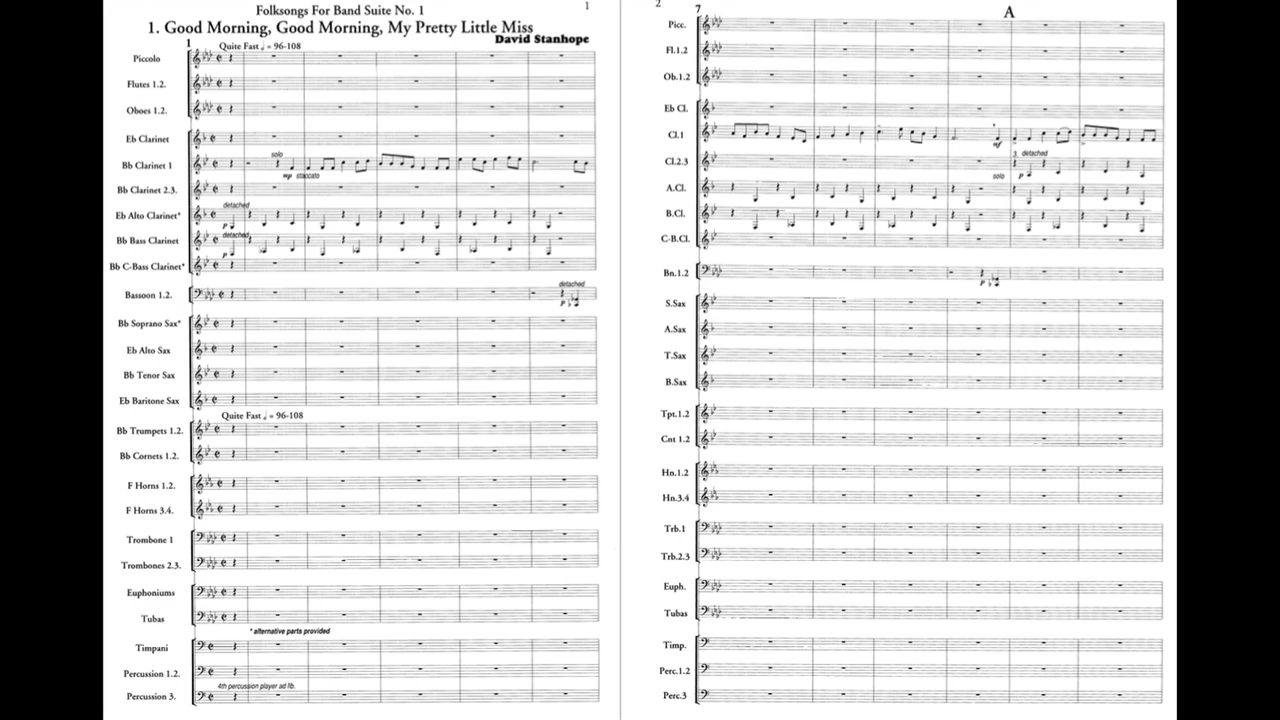 Folksongs For Band Suite No. 1
1
1. Good Morning, Good Morning, My Pretty Little Miss
David Stanhope
1
Quite Fast ♩ = 96-108
Piccolo
Flutes 1.2.
Oboes 1.2.
Eb Clarinet
solo
Bb Clarinet 1
mp staccato
Bb Clarinet 2.3.
detached
Eb Alto Clarinet*
p
detached
Bb Bass Clarinet
p
Bb C-Bass Clarinet*
detached
Bassoon 1.2.
p
Bb Soprano Sax*
Eb Alto Sax
Bb Tenor Sax
Eb Baritone Sax
Quite Fast ♩ = 96-108
Bb Trumpets 1.2.
Bb Cornets 1.2.
F Horns 1.2.
F Horns 3.4.
Trombone 1
Trombones 2.3.
Euphoniums
Tubas
* alternative parts provided
Timpani
Percussion 1.2.
4th percussion player ad lib.
Percussion 3.
2
7
A
Picc.
Fl.1.2
Ob.1.2
Eb Cl.
Cl.1
mf
3. detached
Cl.2.3
solo
p
A.Cl.
B.Cl.
C-B.Cl.
Bn.1.2
p
S.Sax
A.Sax
T.Sax
B.Sax
Tpt.1.2
Cnt 1.2
Hn.1.2
Hn.3.4
Trb.1
Trb.2.3
Euph.
Tubas
Timp.
Perc.1.2
Perc.3